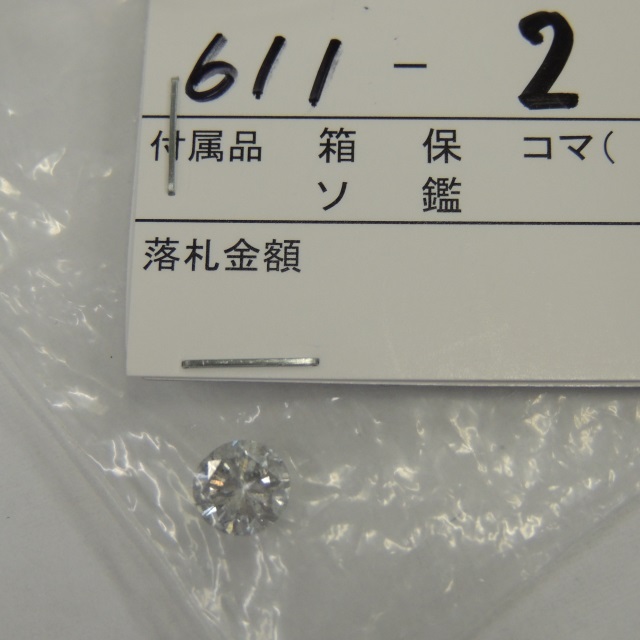 611-2
付属品 箱 保 コマ(
ソ 鑑
落札金額